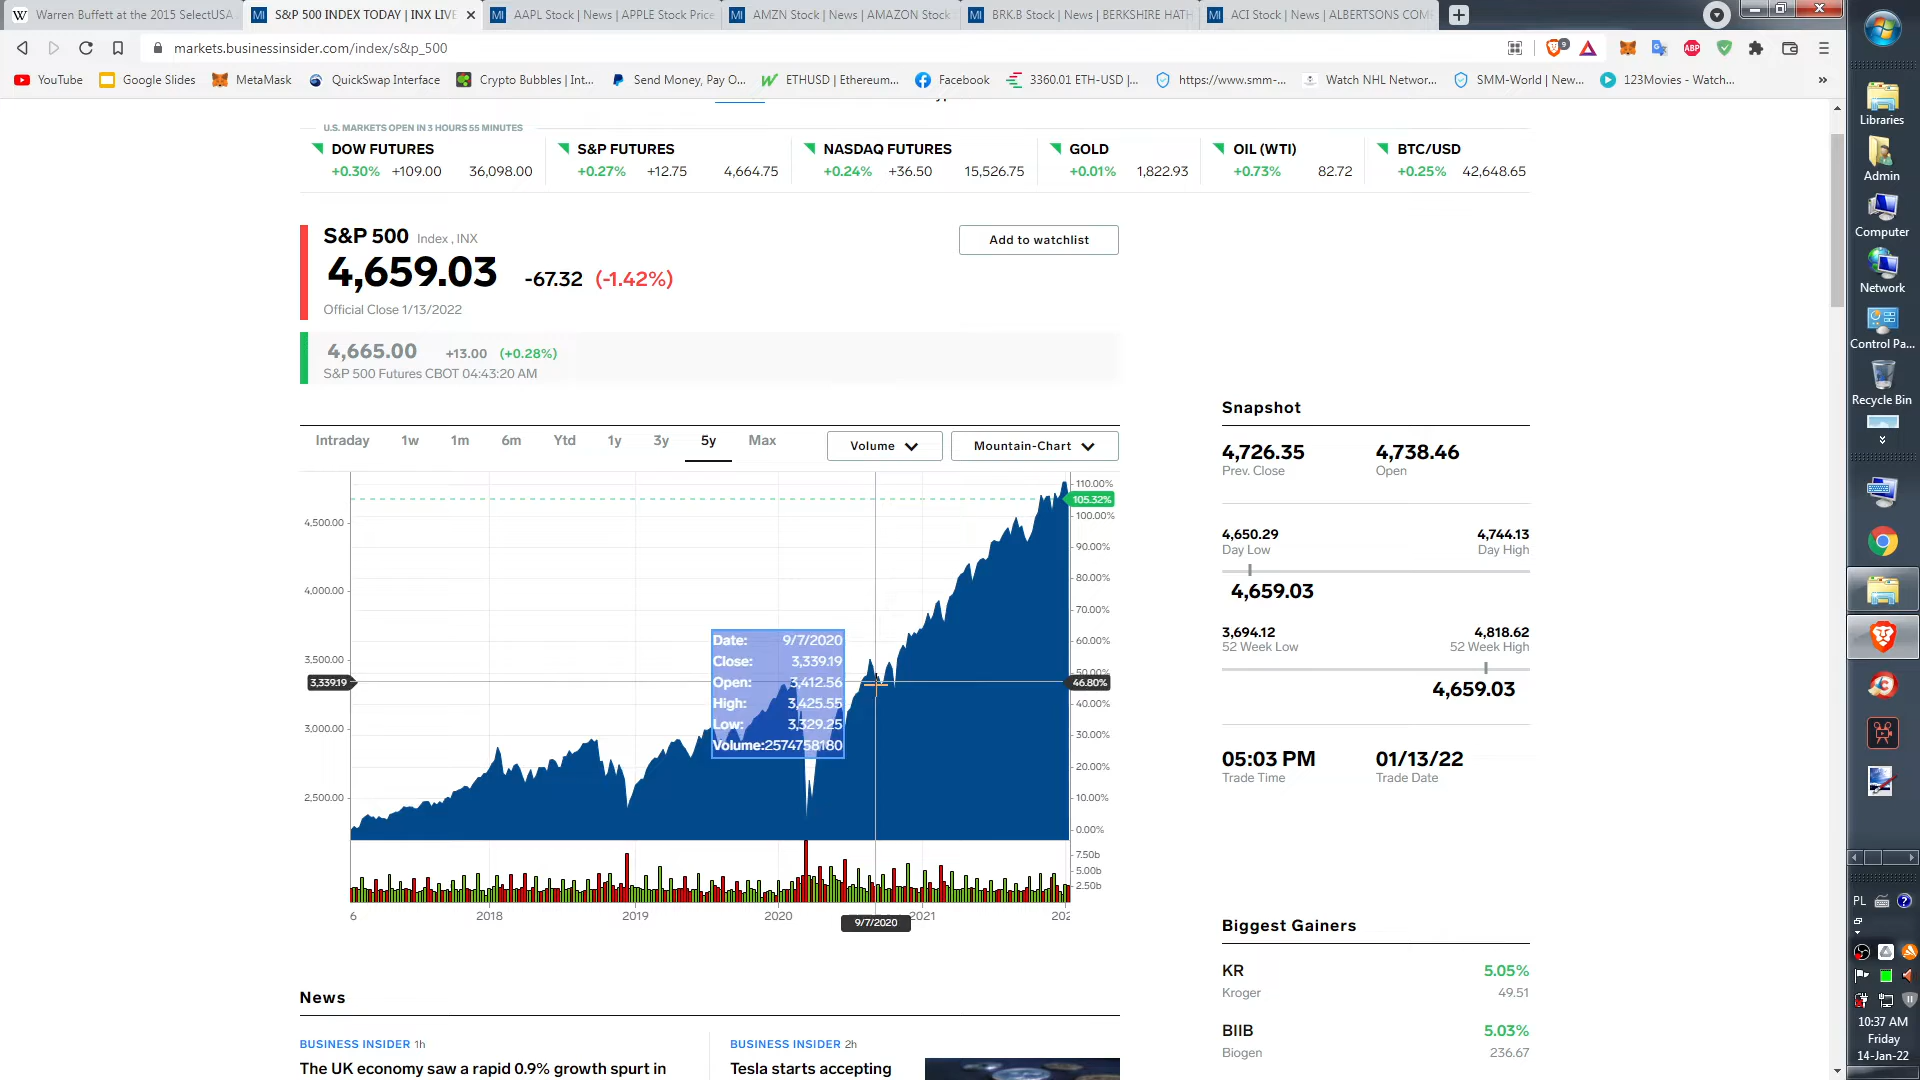 Warren Buffett at the 2015 SelectUSA
S&P 500 INDEX TODAY | INX LIVE
AAPL Stock | News | APPLE Stock Price
AMZN Stock | News | AMAZON Stock
BRK.B Stock | News | BERKSHIRE HATH
ACI Stock | News | ALBERTSONS COM
markets.businessinsider.com/index/s&p_500
9
ABP
YouTube
Google Slides
MetaMask
QuickSwap Interface
Crypto Bubbles | Int...
Send Money, Pay O...
ETHUSD | Ethereum...
Facebook
3360.01 ETH-USD |...
https://www.smm-...
Watch NHL Networ...
SMM-World | New...
123Movies - Watch...
U.S. MARKETS OPEN IN 3 HOURS 55 MINUTES
DOW FUTURES
+0.30% +109.00 36,098.00
S&P FUTURES
+0.27% +12.75 4,664.75
NASDAQ FUTURES
+0.24% +36.50 15,526.75
GOLD
+0.01% 1,822.93
OIL (WTI)
+0.73% 82.72
BTC/USD
+0.25% 42,648.65
S&P 500 Index , INX
4,659.03 -67.32 (-1.42%)
Official Close 1/13/2022
Add to watchlist
4,665.00 +13.00 (+0.28%)
S&P 500 Futures CBOT 04:43:20 AM
Intraday 1w 1m 6m Ytd 1y 3y 5y Max
Volume
Mountain-Chart
4,500.00
4,000.00
3,500.00
3,339.19
3,000.00
2,500.00
110.00%
105.32%
100.00%
90.00%
80.00%
70.00%
60.00%
50.00%
46.80%
40.00%
30.00%
20.00%
10.00%
0.00%
7.50b
5.00b
2.50b
Date: 9/7/2020
Close: 3,339.19
Open: 3,412.56
High: 3,425.55
Low: 3,329.25
Volume:2574758180
6 2018 2019 2020 2021 202
9/7/2020
Snapshot
4,726.35
Prev. Close
4,738.46
Open
4,650.29
Day Low
4,744.13
Day High
4,659.03
3,694.12
52 Week Low
4,818.62
52 Week High
4,659.03
05:03 PM
Trade Time
01/13/22
Trade Date
Biggest Gainers
KR 5.05%
Kroger 49.51
BIIB 5.03%
Biogen 236.67
News
BUSINESS INSIDER 1h
The UK economy saw a rapid 0.9% growth spurt in
BUSINESS INSIDER 2h
Tesla starts accepting
Libraries
Admin
Computer
Network
Control Pa...
Recycle Bin
PL
10:37 AM
Friday
14-Jan-22